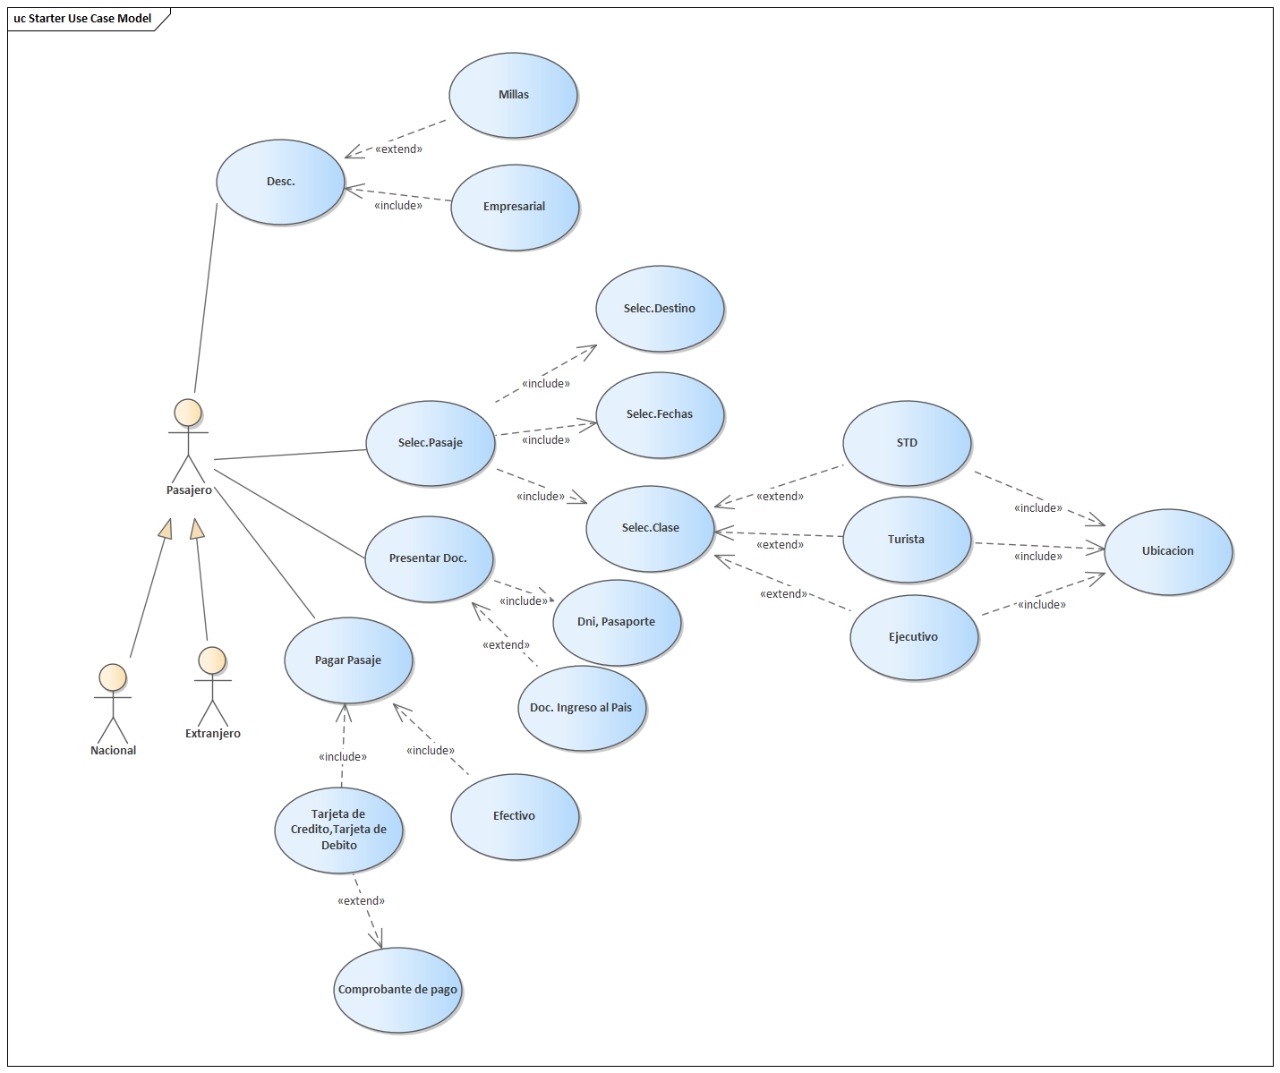 uc Starter Use Case Model
Millas
«extend»
Desc.
«include»
Empresarial
Selec.Destino
«include»
Selec.Fechas
«include»
Selec.Pasaje
STD
Pasajero
«include»
«extend»
«include»
Selec.Clase
Turista
«extend»
«include»
Ubicacion
Presentar Doc.
«include»
«extend»
«include»
Dni, Pasaporte
Ejecutivo
«extend»
Pagar Pasaje
Doc. Ingreso al Pais
Nacional
Extranjero
«include»
«include»
Tarjeta de
Credito,Tarjeta de
Debito
Efectivo
«extend»
Comprobante de pago